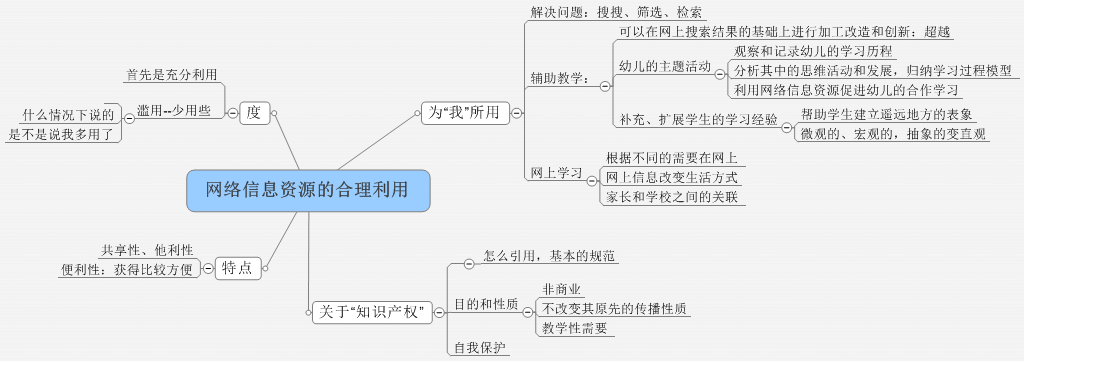 网络信息资源的合理利用
度
首先是充分利用
滥用--少用些
什么情况下说的
是不是说我多用了
特点
共享性、他利性
便利性：获得比较方便
为“我”所用
解决问题：搜搜、筛选、检索
辅助教学：
可以在网上搜索结果的基础上进行加工改造和创新：超越
幼儿的主题活动
观察和记录幼儿的学习历程
分析其中的思维活动和发展，归纳学习过程模型
利用网络信息资源促进幼儿的合作学习
补充、扩展学生的学习经验
帮助学生建立遥远地方的表象
微观的、宏观的，抽象的变直观
网上学习
根据不同的需要在网上
网上信息改变生活方式
家长和学校之间的关联
关于“知识产权”
怎么引用，基本的规范
目的和性质
非商业
不改变其原先的传播性质
教学性需要
自我保护